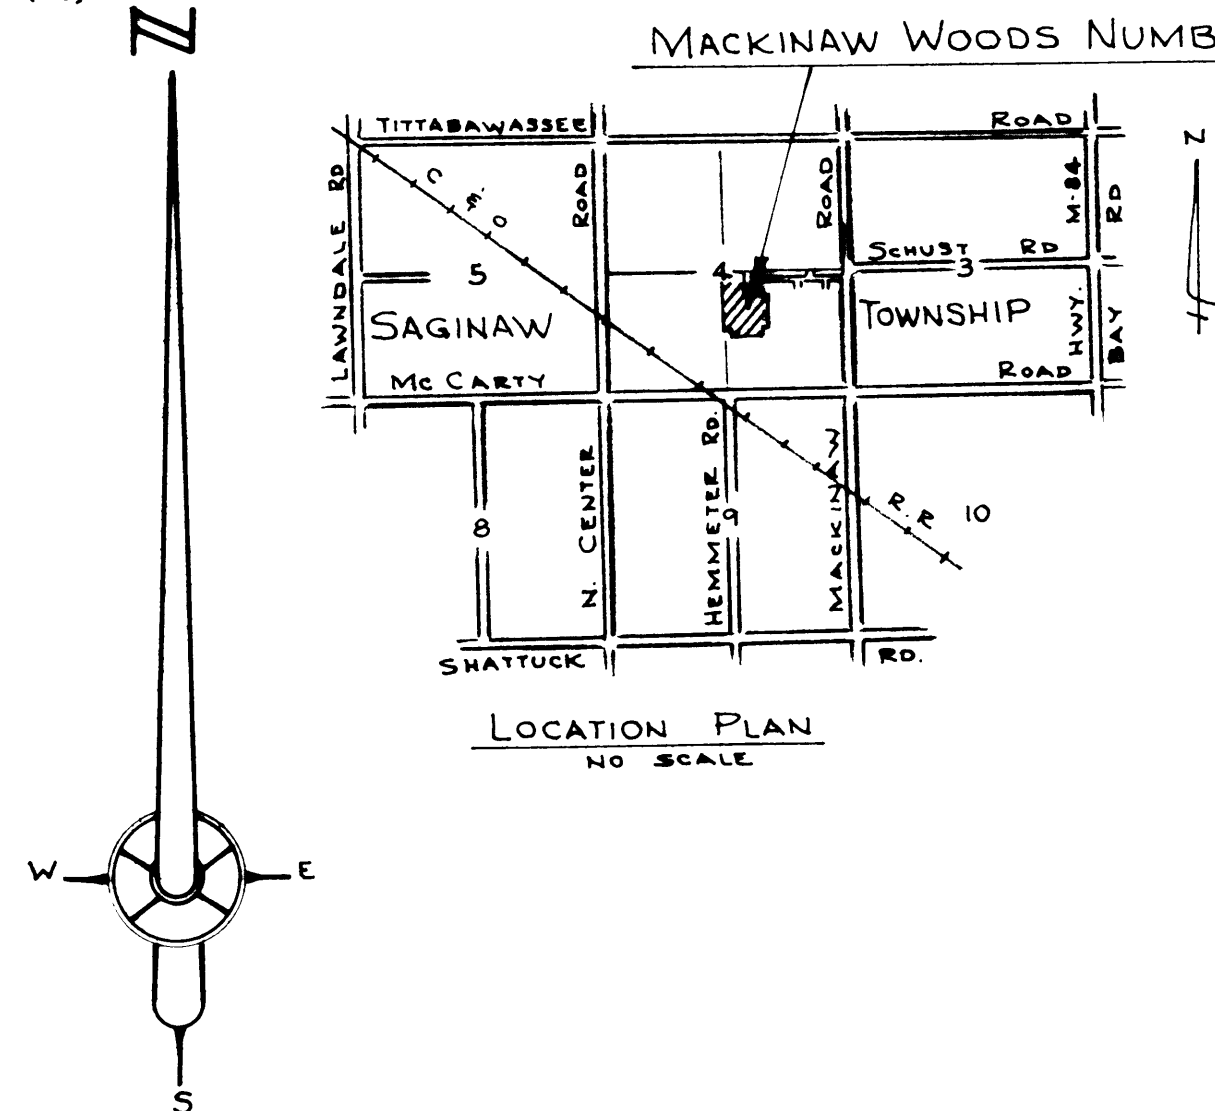 N
MACKINAW WOODS NUMB
TITTABAWASSEE ROAD
N
LAWNDALE RD
C & O
ROAD
ROAD
M-84
RD
SCHUST RD
5
4
3
SAGINAW TOWNSHIP
HWY.
BAY
MC CARTY ROAD
N. CENTER
HEMMETER RD.
MACKINAW
R. R
8
9
10
SHATTUCK RD.
LOCATION PLAN
NO SCALE
W
E
S